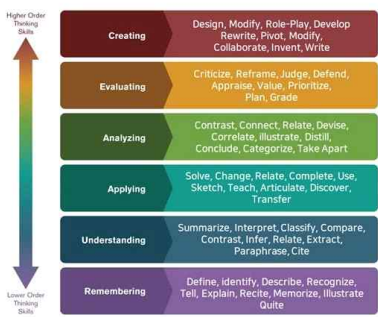 Higher Order
Thinking
Skills
Creating
Design, Modify, Role-Play, Develop
Rewrite, Pivot, Modify,
Collaborate, Invent, Write
Evaluating
Criticize, Reframe, Judge, Defend,
Appraise, Value, Prioritize,
Plan, Grade
Analyzing
Contrast, Connect, Relate, Devise,
Correlate, illustrate, Distill,
Conclude, Categorize, Take Apart
Applying
Solve, Change, Relate, Complete, Use,
Sketch, Teach, Articulate, Discover,
Transfer
Understanding
Summarize, Interpret, Classify, Compare,
Contrast, Infer, Relate, Extract,
Paraphrase, Cite
Remembering
Define, identify, Describe, Recognize,
Tell, Explain, Recite, Memorize, Illustrate
Quite
Lower Order
Thinking
Skills